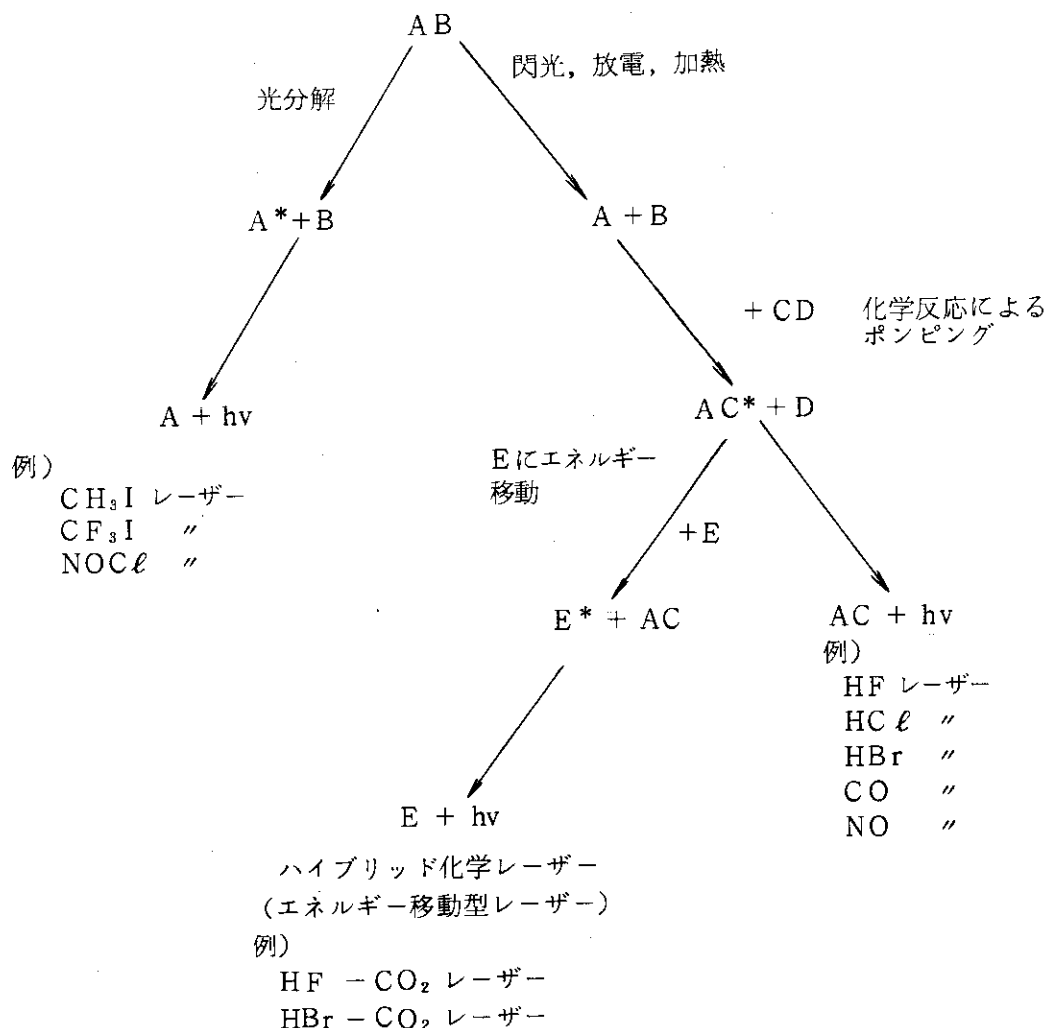 AB
閃光，放電，加熱
光分解
A*+B
A+B
+CD 化学反応による
ポンピング
A + hν
AC*+D
例）
CH₃I レーザー
CF₃I 〃
NOCℓ 〃
Eにエネルギー
移動
+E
E* + AC
AC + hν
例）
HF レーザー
HCℓ 〃
HBr 〃
CO 〃
NO 〃
E + hν
ハイブリッド化学レーザー
（エネルギー移動型レーザー）
例）
HF － CO₂ レーザー
HBr － CO₂ レーザー